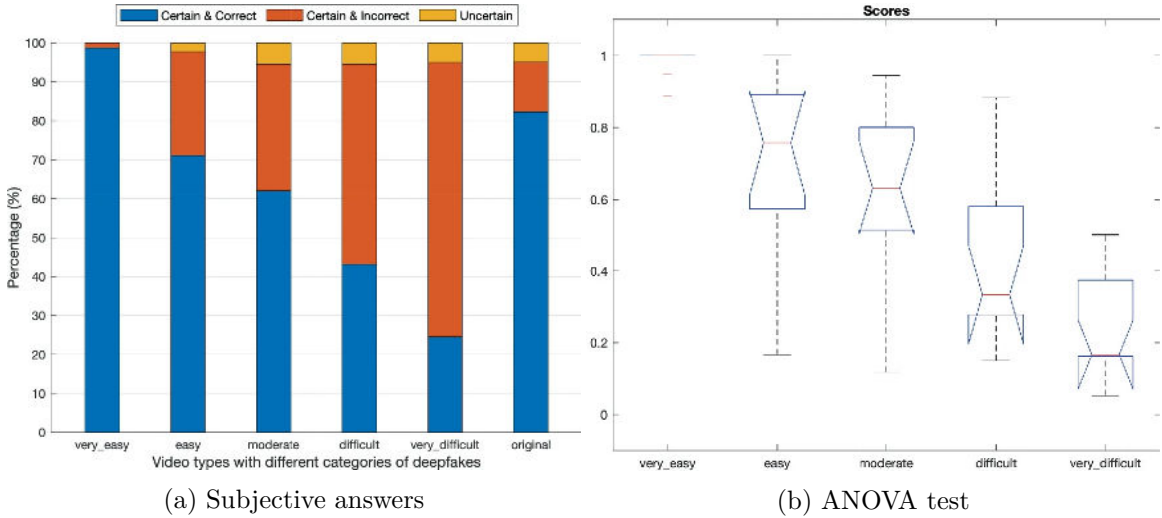 Certain & Correct Certain & Incorrect Uncertain
100
90
80
70
60
50
40
30
20
10
0
Percentage (%)
very_easy easy moderate difficult very_difficult original
Video types with different categories of deepfakes
(a) Subjective answers
Scores
1
0.8
0.6
0.4
0.2
0
very_easy easy moderate difficult very_difficult
(b) ANOVA test